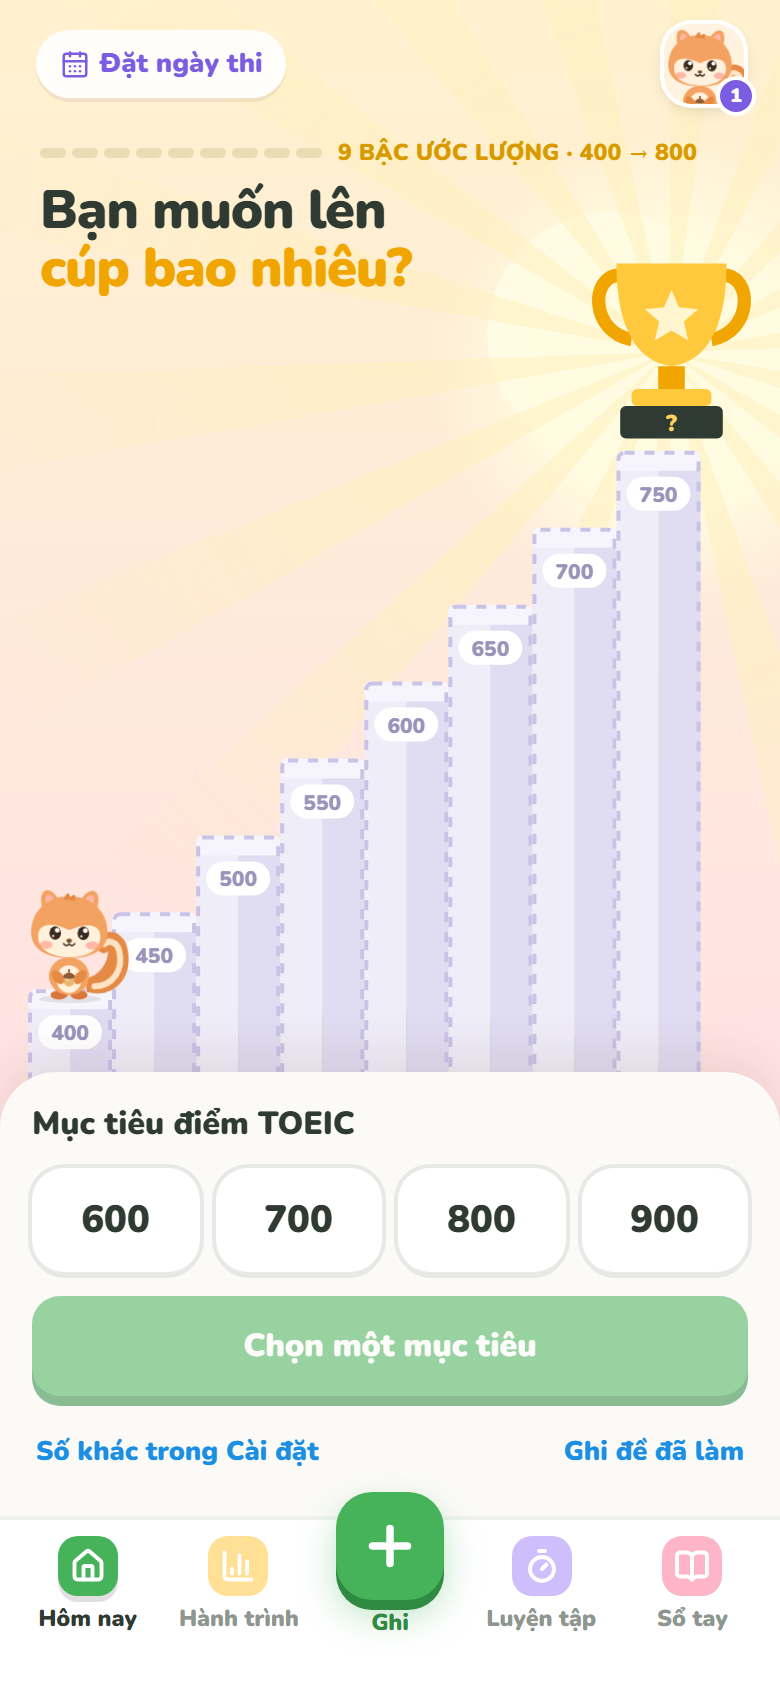 Đặt ngày thi
1
9 BẬC ƯỚC LƯỢNG · 400 → 800
Bạn muốn lên
cúp bao nhiêu?
?
750
700
650
600
550
500
450
400
Mục tiêu điểm TOEIC
600 700 800 900
Chọn một mục tiêu
Số khác trong Cài đặt Ghi đề đã làm
Hôm nay Hành trình Ghi Luyện tập Sổ tay